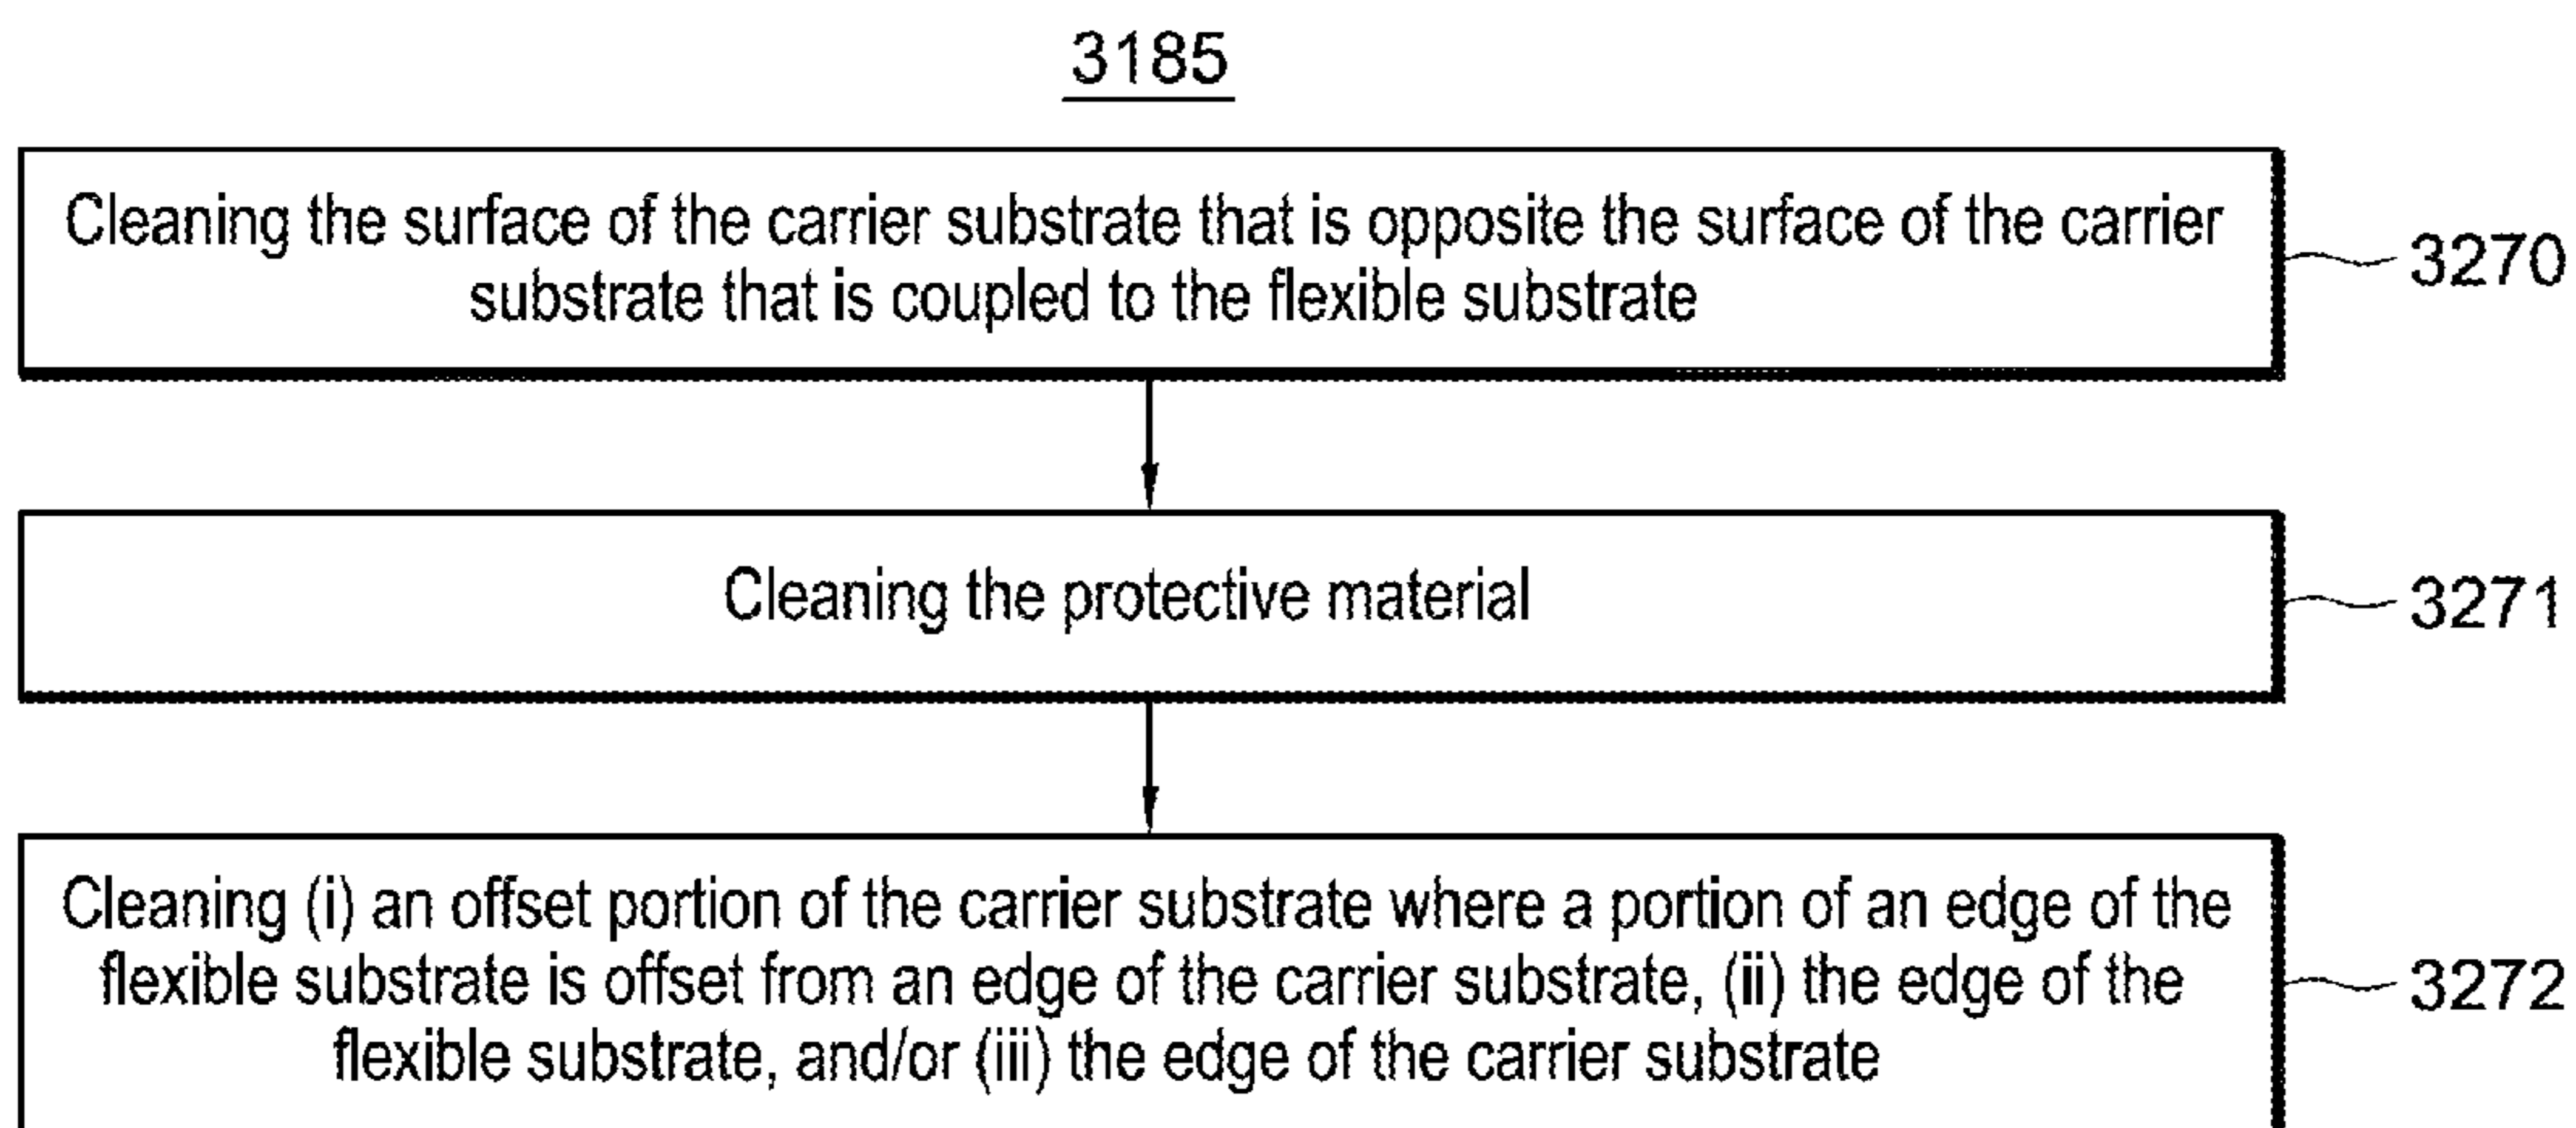 3185
Cleaning the surface of the carrier substrate that is opposite the surface of the carrier
substrate that is coupled to the flexible substrate
3270
Cleaning the protective material
3271
Cleaning (i) an offset portion of the carrier substrate where a portion of an edge of the
flexible substrate is offset from an edge of the carrier substrate, (ii) the edge of the
flexible substrate, and/or (iii) the edge of the carrier substrate
3272